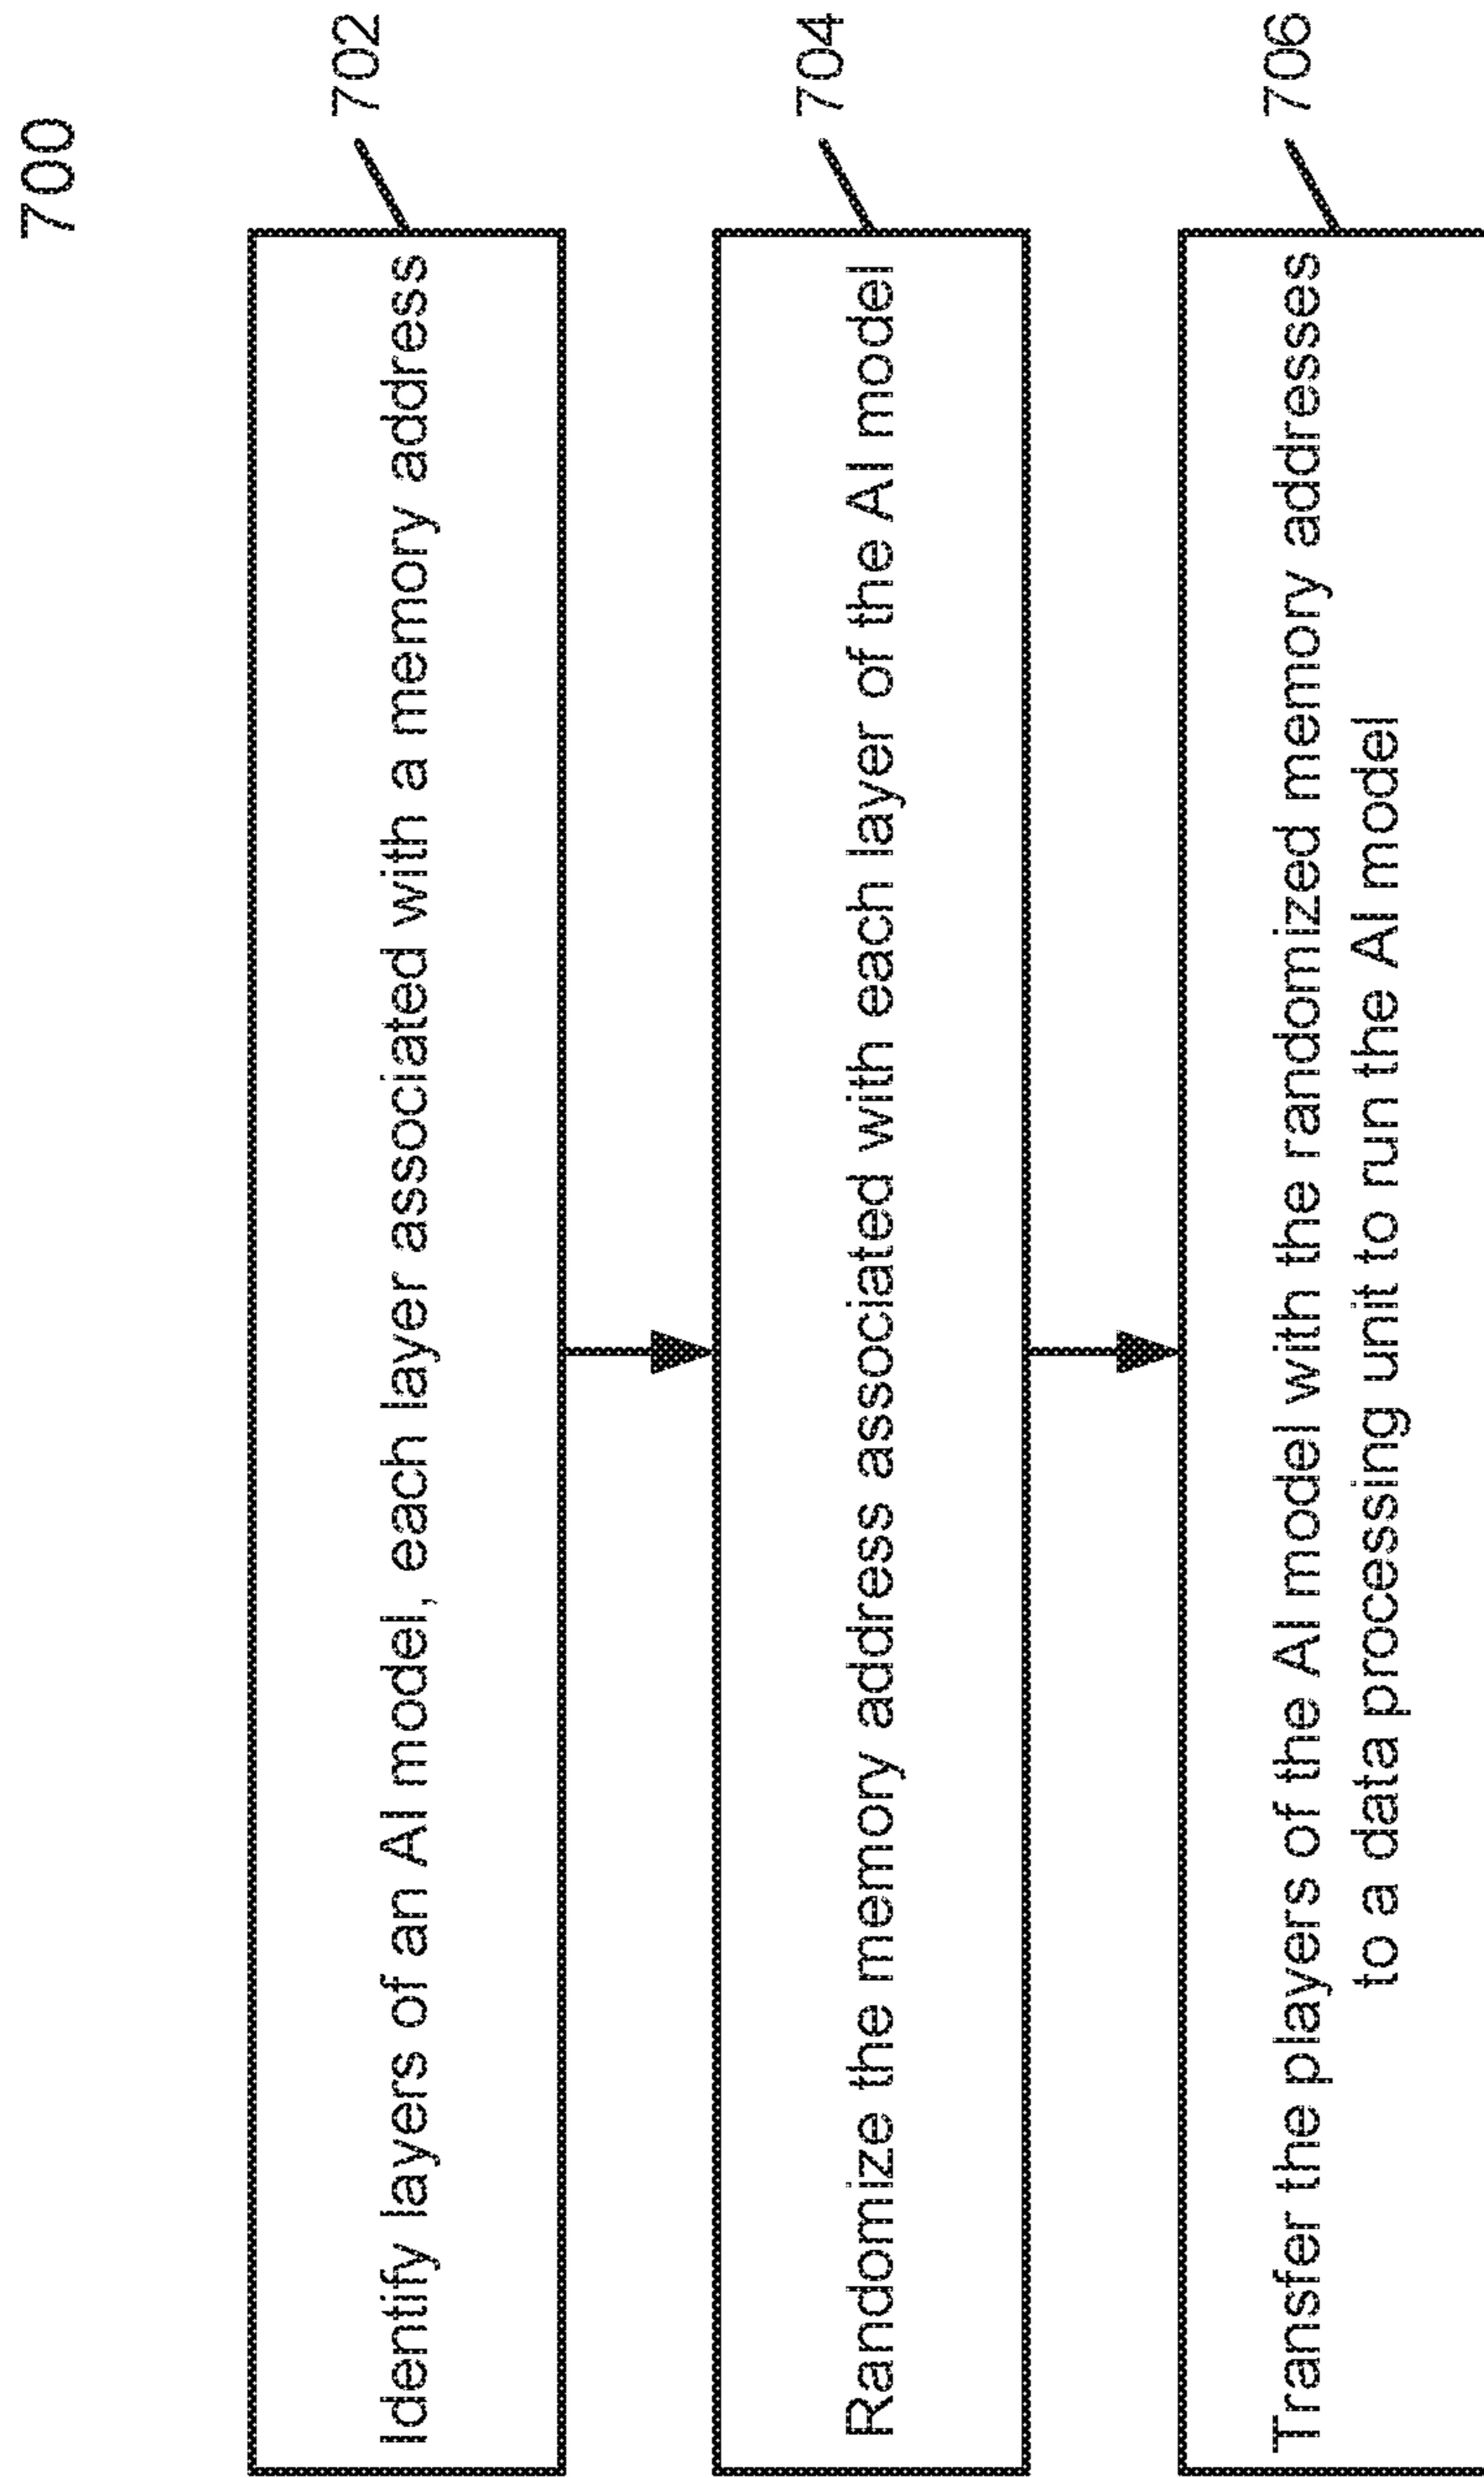 700
702
Identify layers of an AI model, each layer associated with a memory address
704
Randomize the memory address associated with each layer of the AI model
706
Transfer the players of the AI model with the randomized memory addresses
to a data processing unit to run the AI model